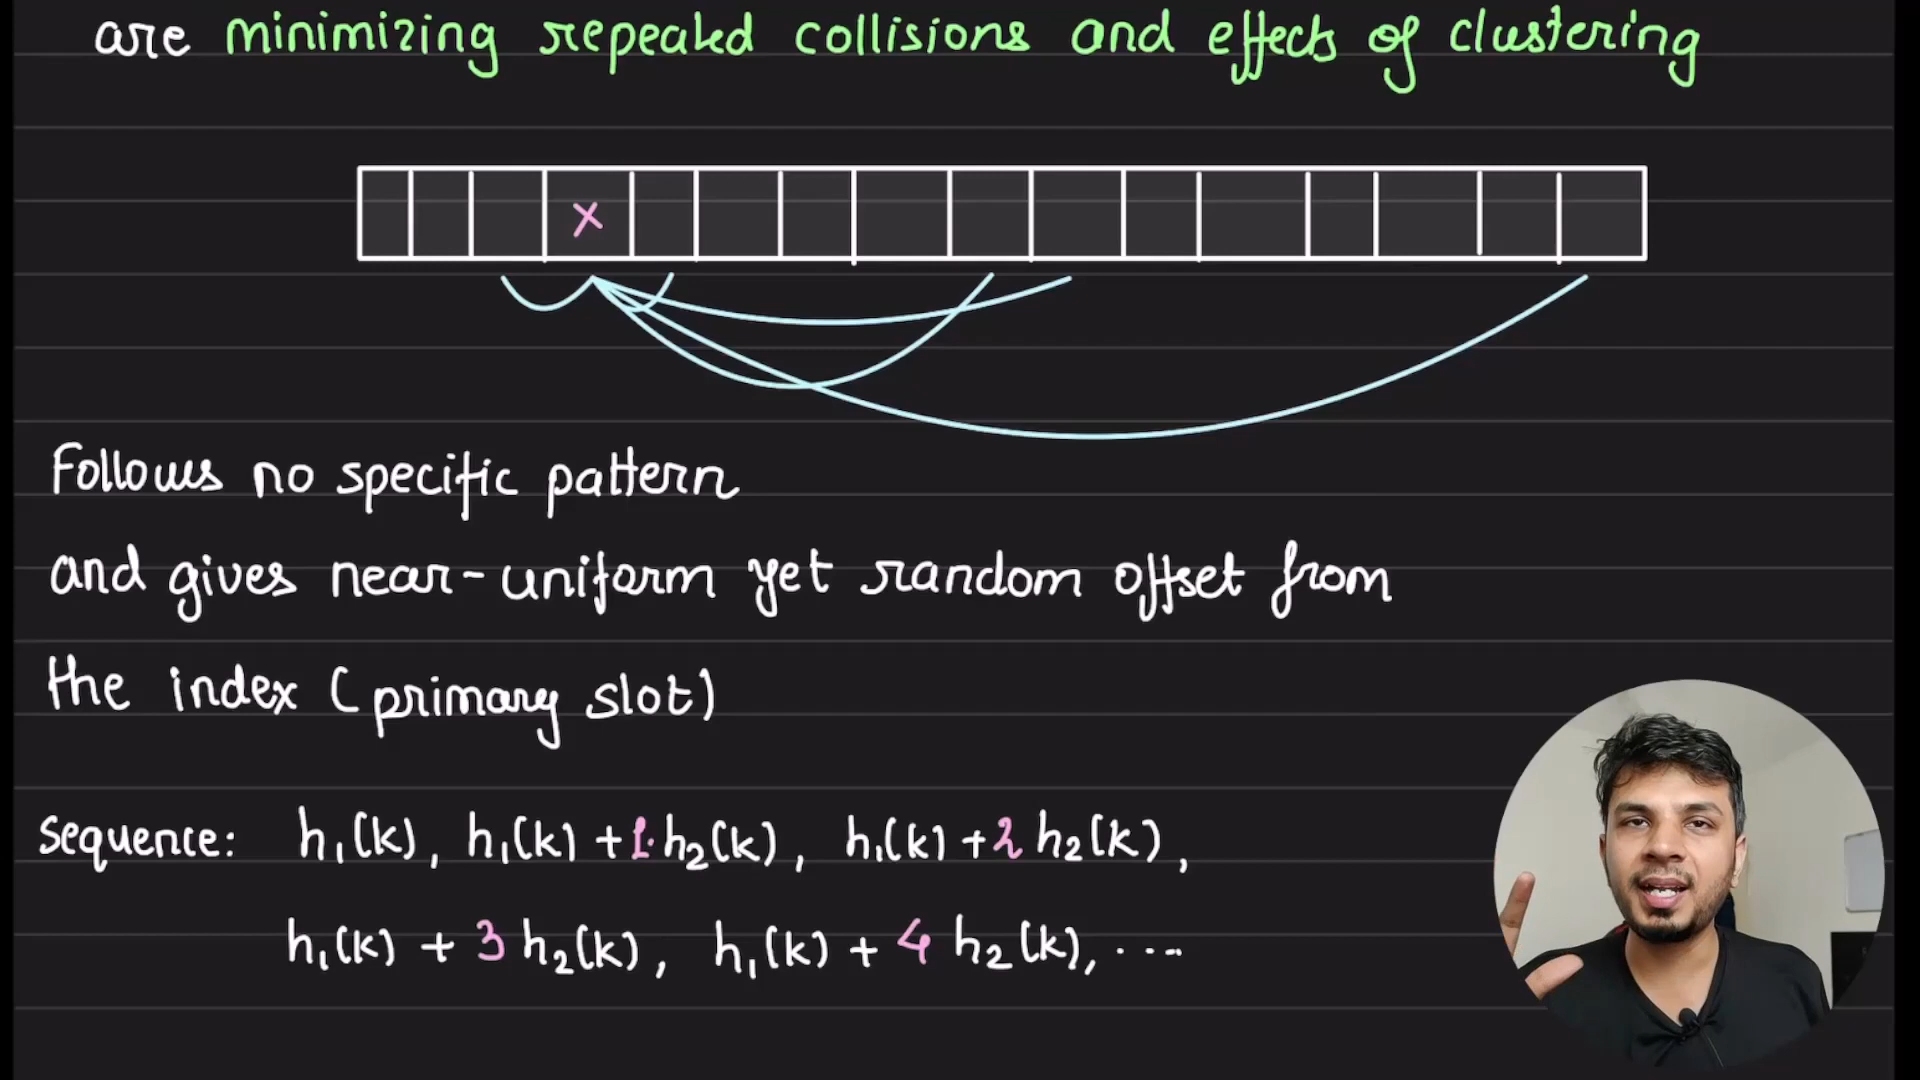 are minimizing repeated collisions and effects of clustering
x
Follows no specific pattern
and gives near-uniform yet random offset from
the index (primary slot)
sequence: h₁(k), h₁(k) + 1·h₂(k), h₁(k) + 2 h₂(k),
h₁(k) + 3 h₂(k), h₁(k) + 4 h₂(k), ....